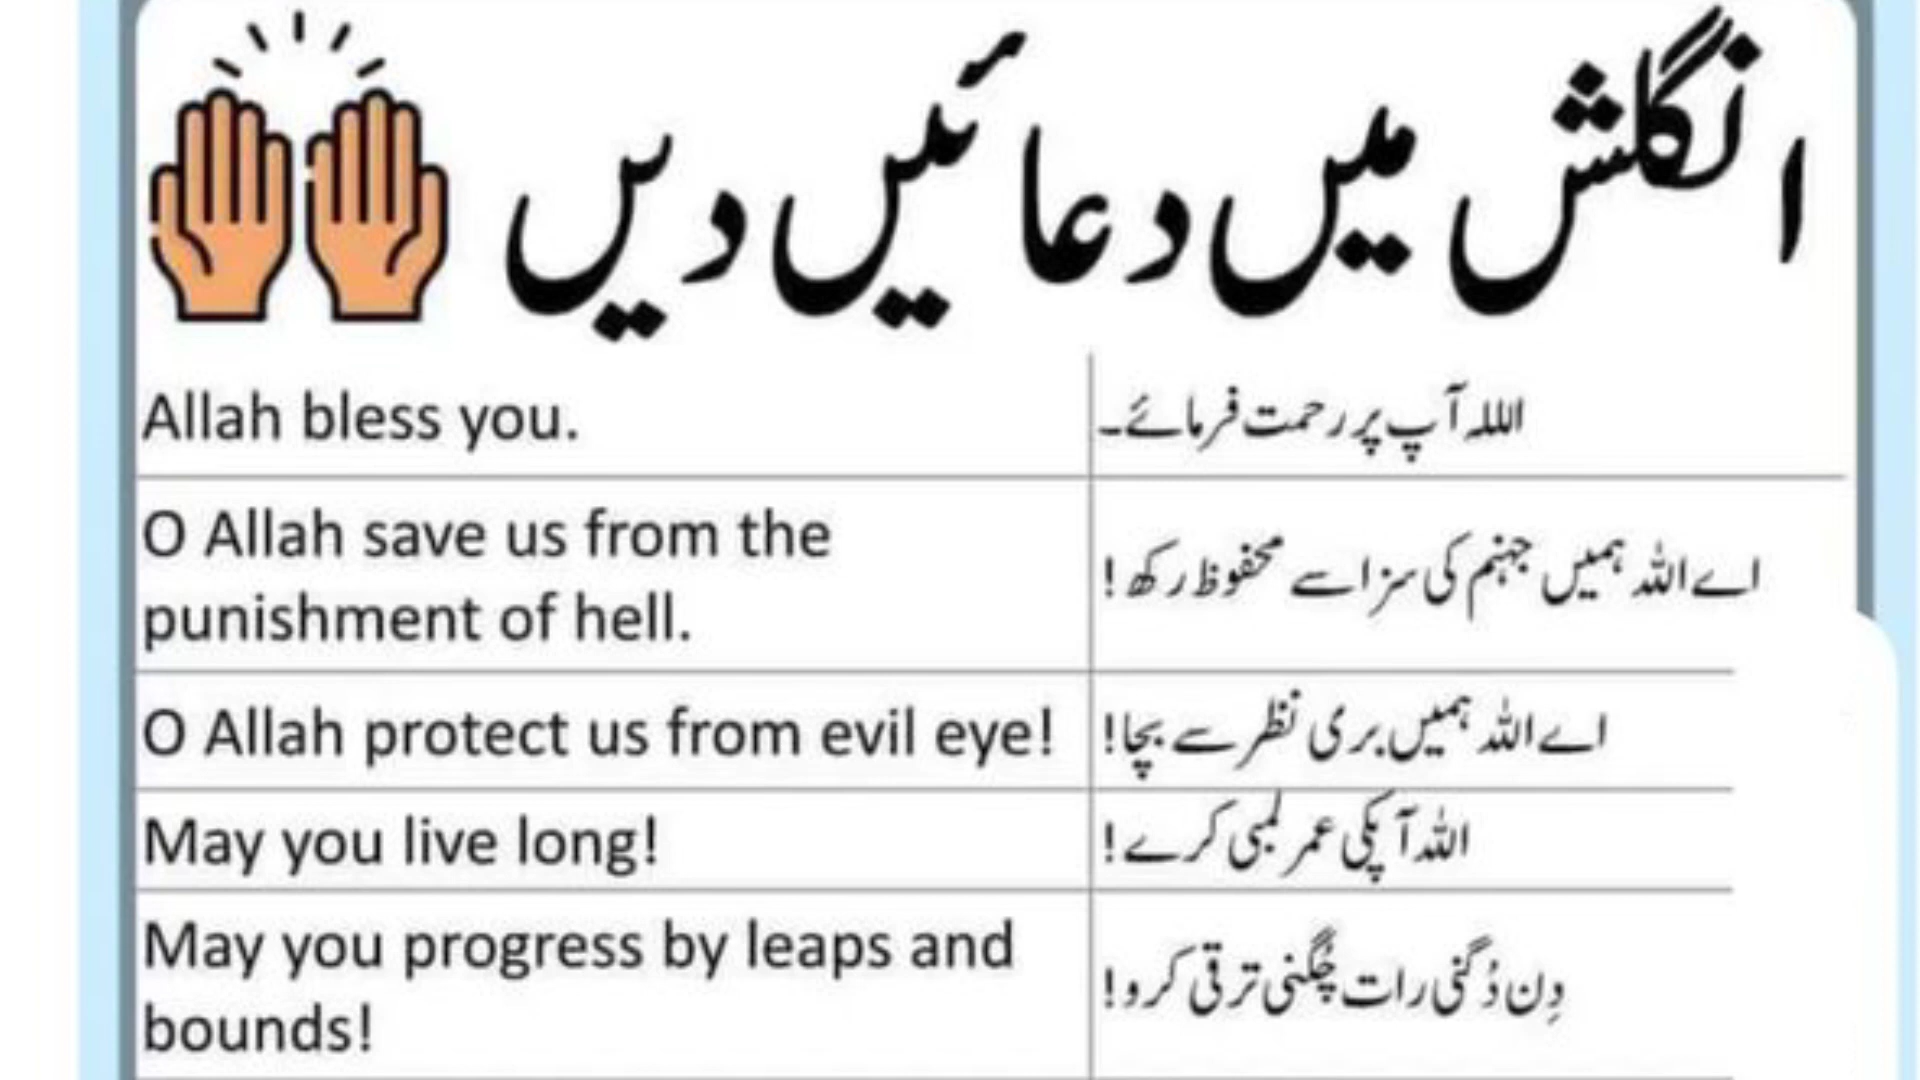 انگلش میں دعائیں دیں
Allah bless you.
اللہ آپ پر رحمت فرمائے۔
O Allah save us from the
punishment of hell.
اے اللہ ہمیں جہنم کی سزا سے محفوظ رکھ!
O Allah protect us from evil eye!
اے اللہ ہمیں بری نظر سے بچا!
May you live long!
اللہ آپکی عمر لمبی کرے!
May you progress by leaps and
bounds!
دِن دُگنی رات چُگنی ترقی کرو!